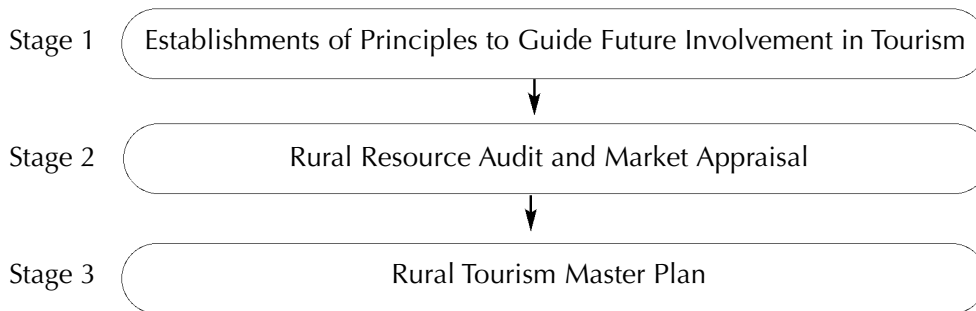 Stage 1 Establishments of Principles to Guide Future Involvement in Tourism
Stage 2 Rural Resource Audit and Market Appraisal
Stage 3 Rural Tourism Master Plan